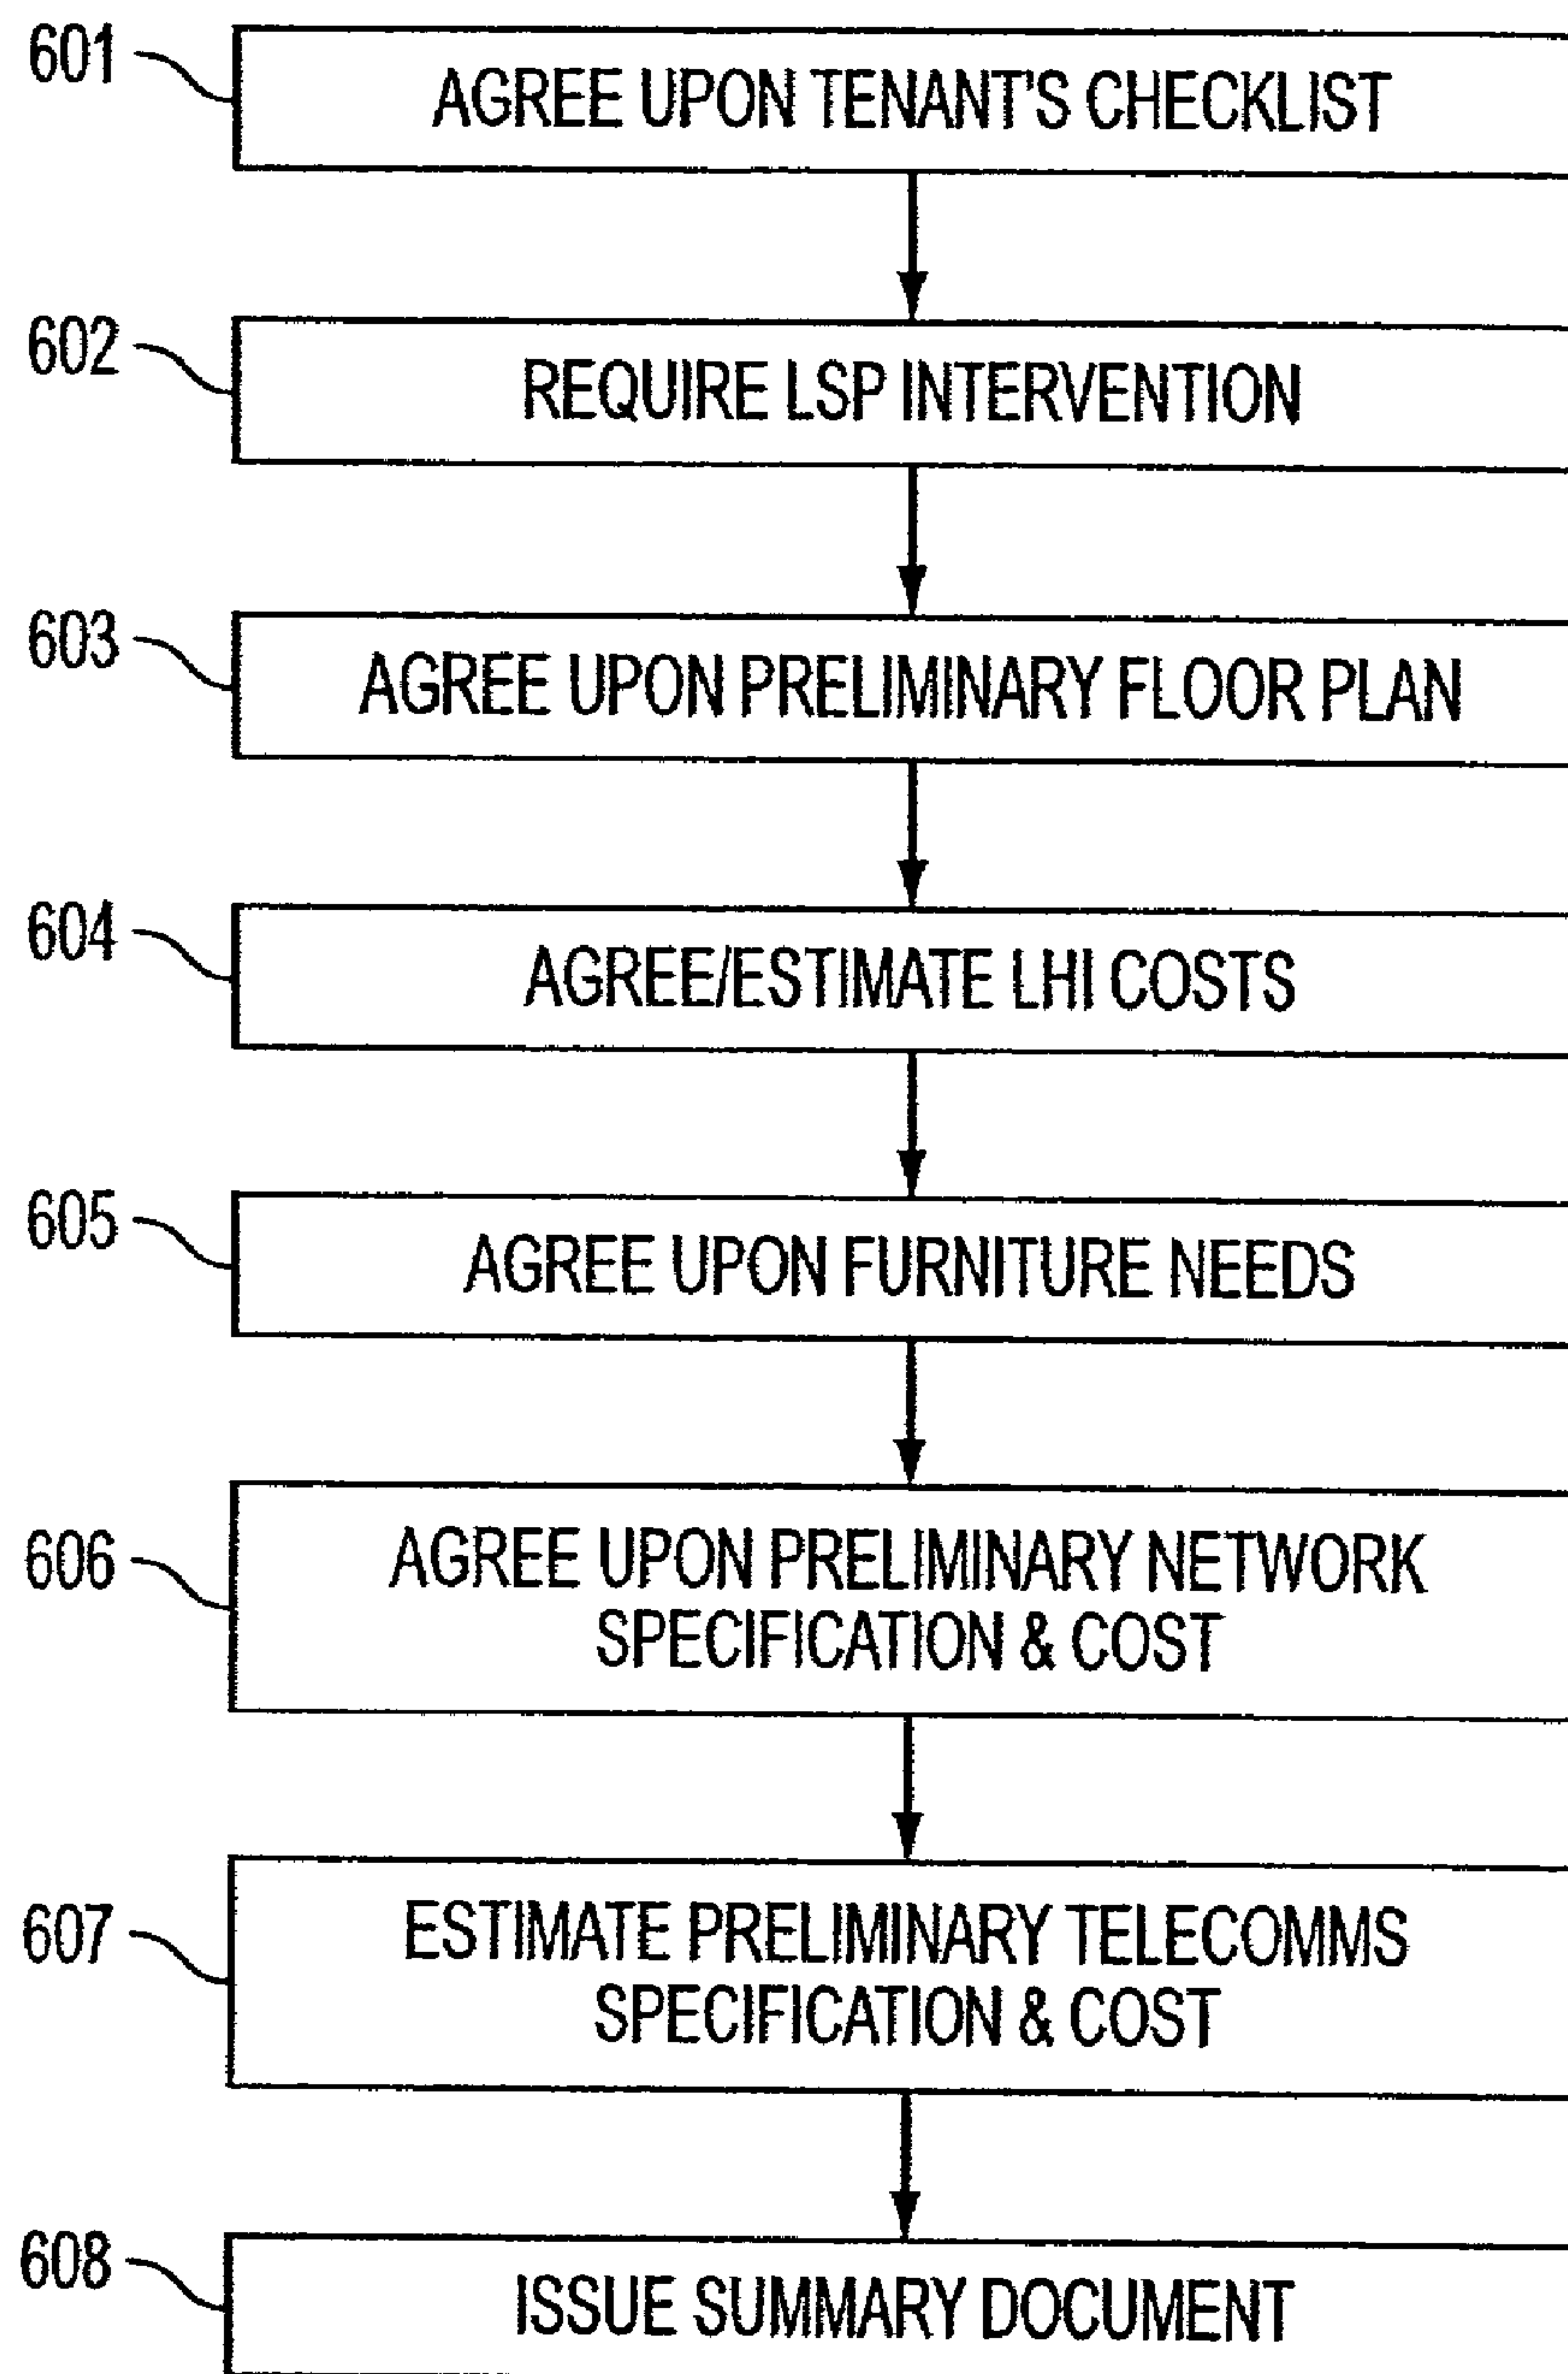 601
AGREE UPON TENANT'S CHECKLIST
602
REQUIRE LSP INTERVENTION
603
AGREE UPON PRELIMINARY FLOOR PLAN
604
AGREE/ESTIMATE LHI COSTS
605
AGREE UPON FURNITURE NEEDS
606
AGREE UPON PRELIMINARY NETWORK
SPECIFICATION & COST
607
ESTIMATE PRELIMINARY TELECOMMS
SPECIFICATION & COST
608
ISSUE SUMMARY DOCUMENT